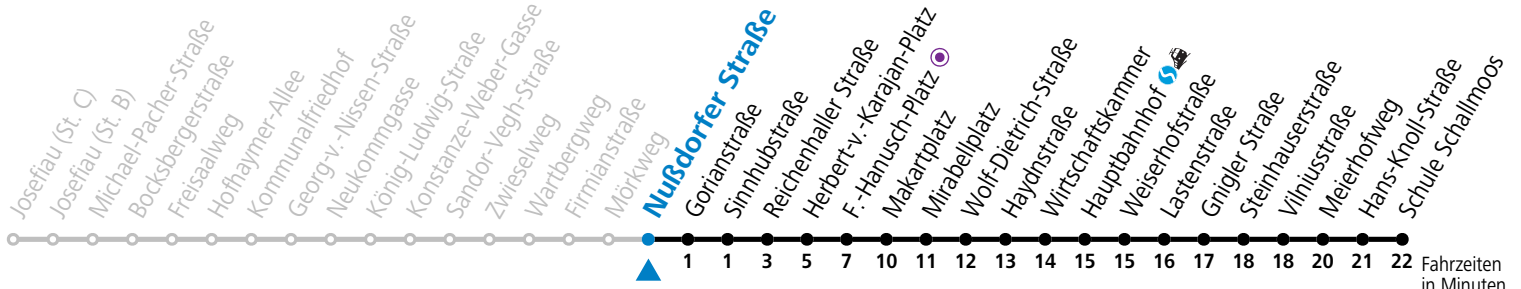 Josefiau (St. C)
Josefiau (St. B)
Michael-Pacher-Straße
Bocksbergerstraße
Freisaalweg
Hofhaymer-Allee
Kommunalfriedhof
Georg-v.-Nissen-Straße
Neukommgasse
König-Ludwig-Straße
Konstanze-Weber-Gasse
Sandor-Vegh-Straße
Zwieselweg
Wartbergweg
Firmianstraße
Mörkweg
Nußdorfer Straße
Gorianstraße
Sinnhubstraße
Reichenhaller Straße
Herbert-v.-Karajan-Platz
F.-Hanusch-Platz
Makartplatz
Mirabellplatz
Wolf-Dietrich-Straße
Haydnstraße
Wirtschaftskammer
Hauptbahnhof
Weiserhofstraße
Lastenstraße
Gnigler Straße
Steinhauserstraße
Vilniusstraße
Meierhofweg
Hans-Knoll-Straße
Schule Schallmoos
1 1 3 5 7 10 11 12 13 14 15 15 16 17 18 18 20 21 22 Fahrzeiten
in Minuten